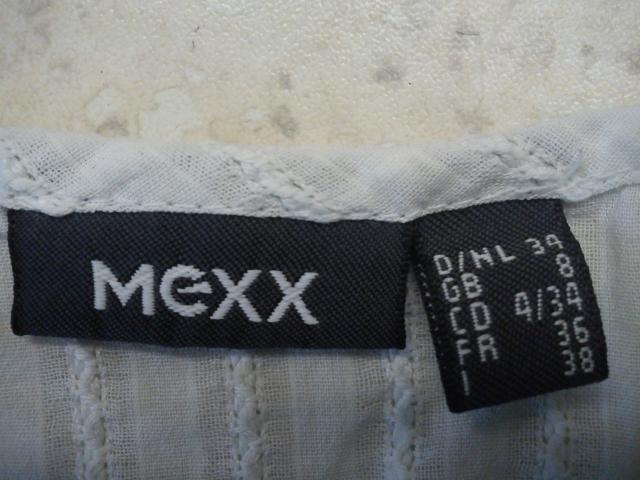 MEXX
D/NL 34
GB 8
CD 4/34
FR 36
I 38